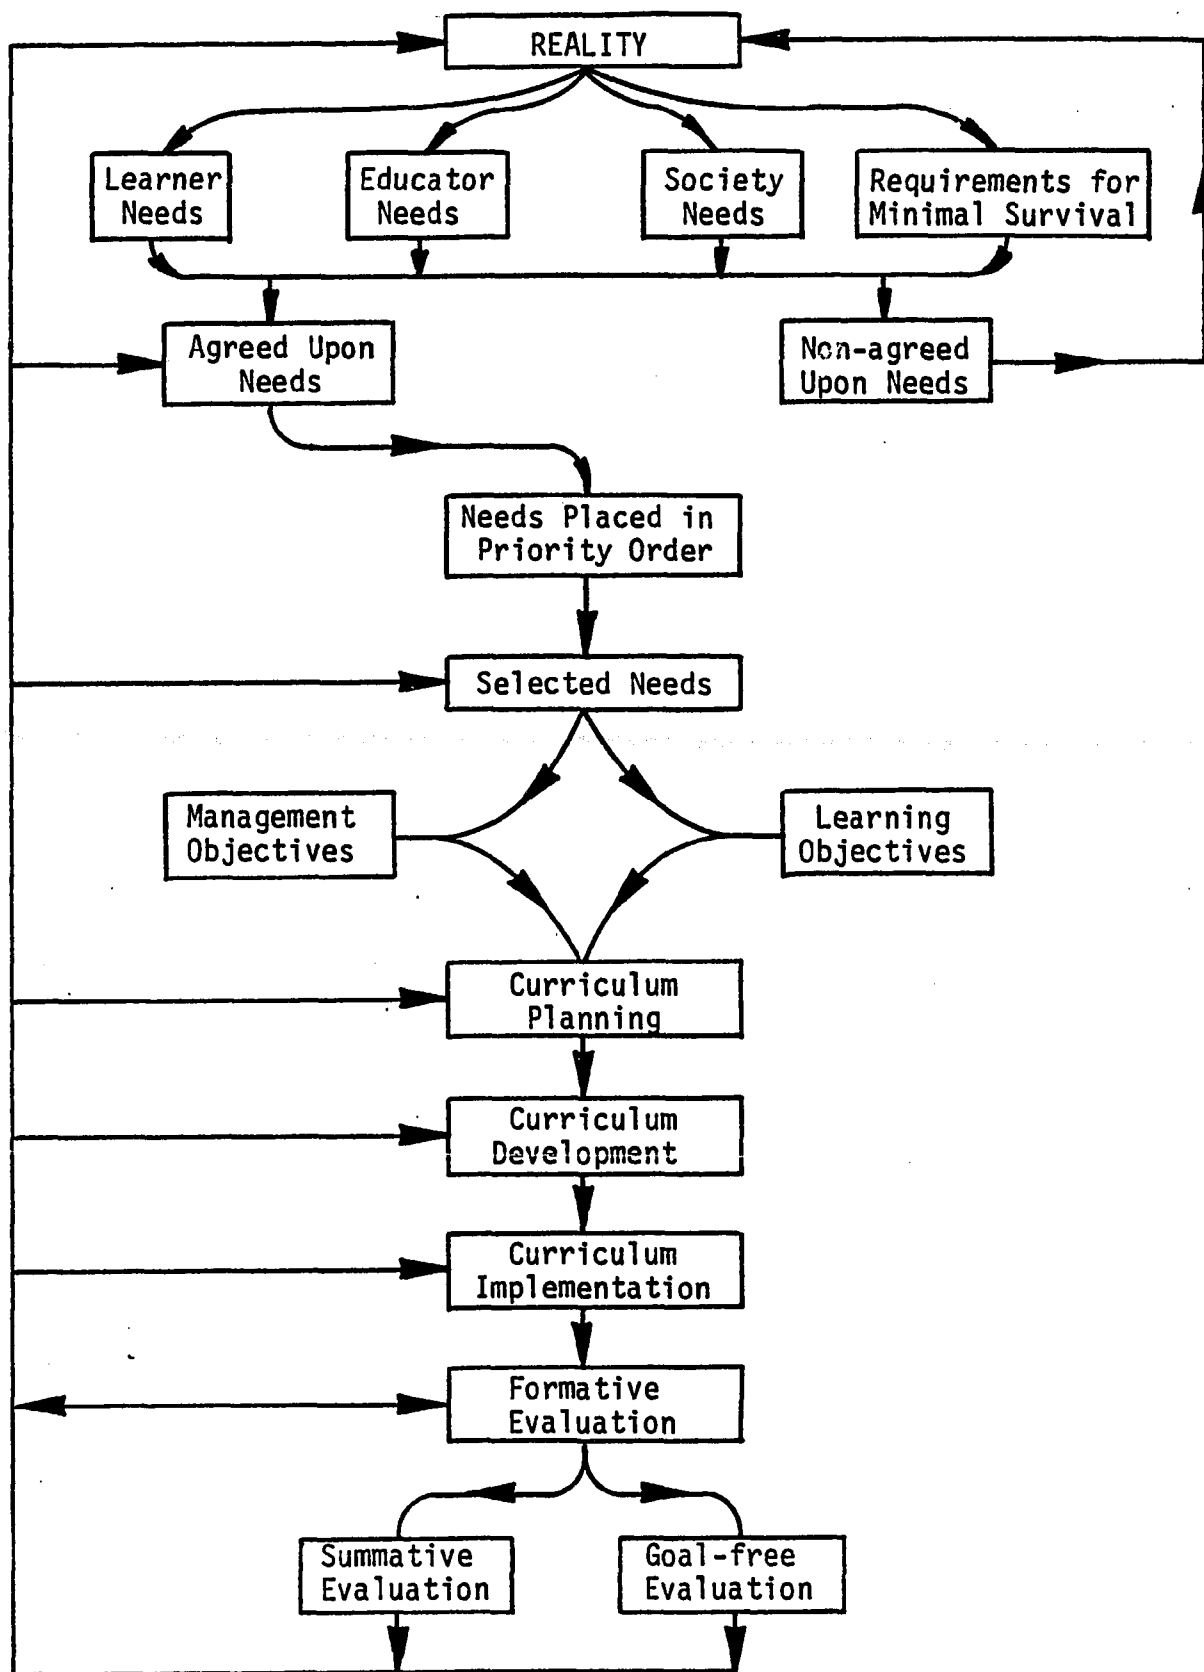 REALITY
Learner
Needs
Educator
Needs
Society
Needs
Requirements for
Minimal Survival
Agreed Upon
Needs
Non-agreed
Upon Needs
Needs Placed in
Priority Order
Selected Needs
Management
Objectives
Learning
Objectives
Curriculum
Planning
Curriculum
Development
Curriculum
Implementation
Formative
Evaluation
Summative
Evaluation
Goal-free
Evaluation